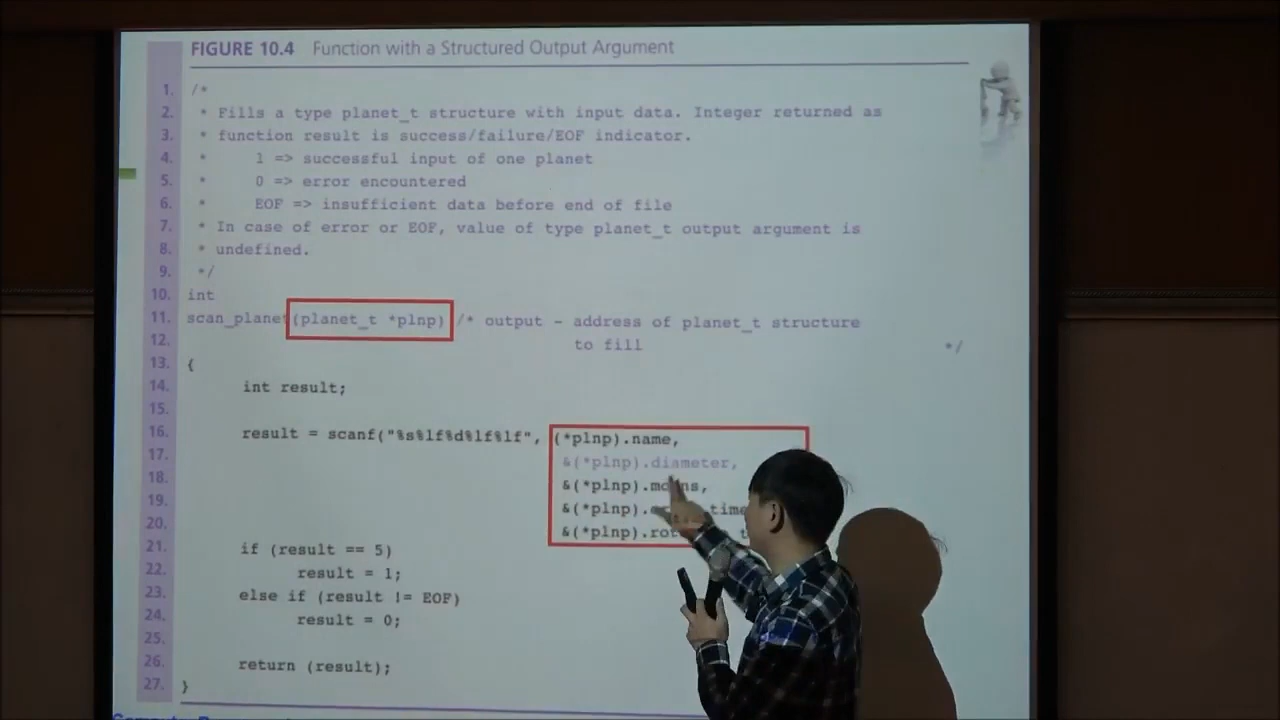 FIGURE 10.4 Function with a Structured Output Argument
1. /*
2. * Fills a type planet_t structure with input data. Integer returned as
3. * function result is success/failure/EOF indicator.
4. * 1 => successful input of one planet
5. * 0 => error encountered
6. * EOF => insufficient data before end of file
7. * In case of error or EOF, value of type planet_t output argument is
8. * undefined.
9. */
10. int
11. scan_planet(planet_t *plnp) /* output - address of planet_t structure
12. to fill */
13. {
14. int result;
15.
16. result = scanf("%s%lf%d%lf%lf", (*plnp).name,
17. &(*plnp).diameter,
18. &(*plnp).moons,
19. &(*plnp). time
20. &(*plnp).
21. if (result == 5)
22. result = 1;
23. else if (result != EOF)
24. result = 0;
25.
26. return (result);
27. }